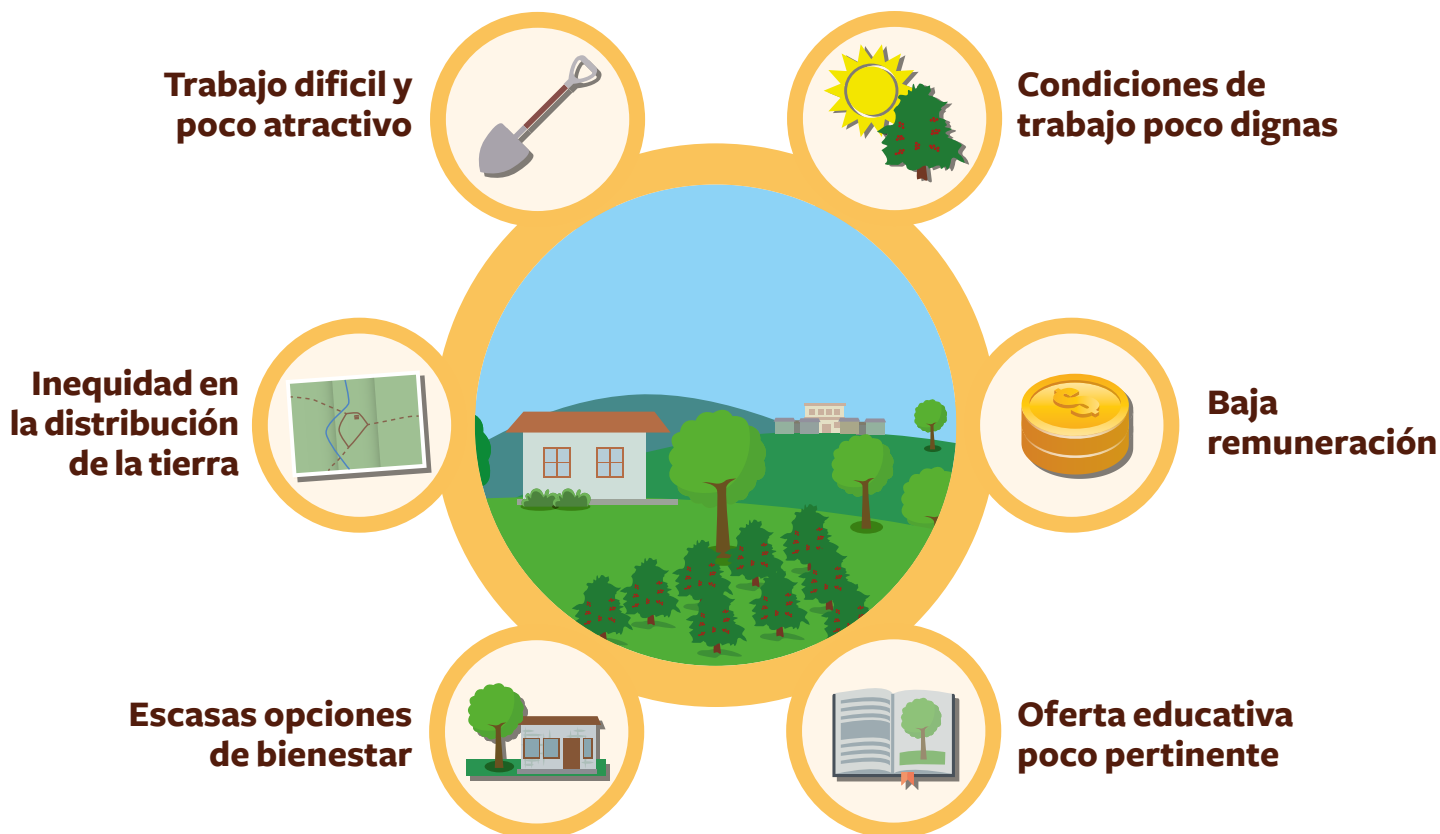 Trabajo dificil y
poco atractivo
Condiciones de
trabajo poco dignas
Inequidad en
la distribución
de la tierra
Baja
remuneración
Escasas opciones
de bienestar
Oferta educativa
poco pertinente